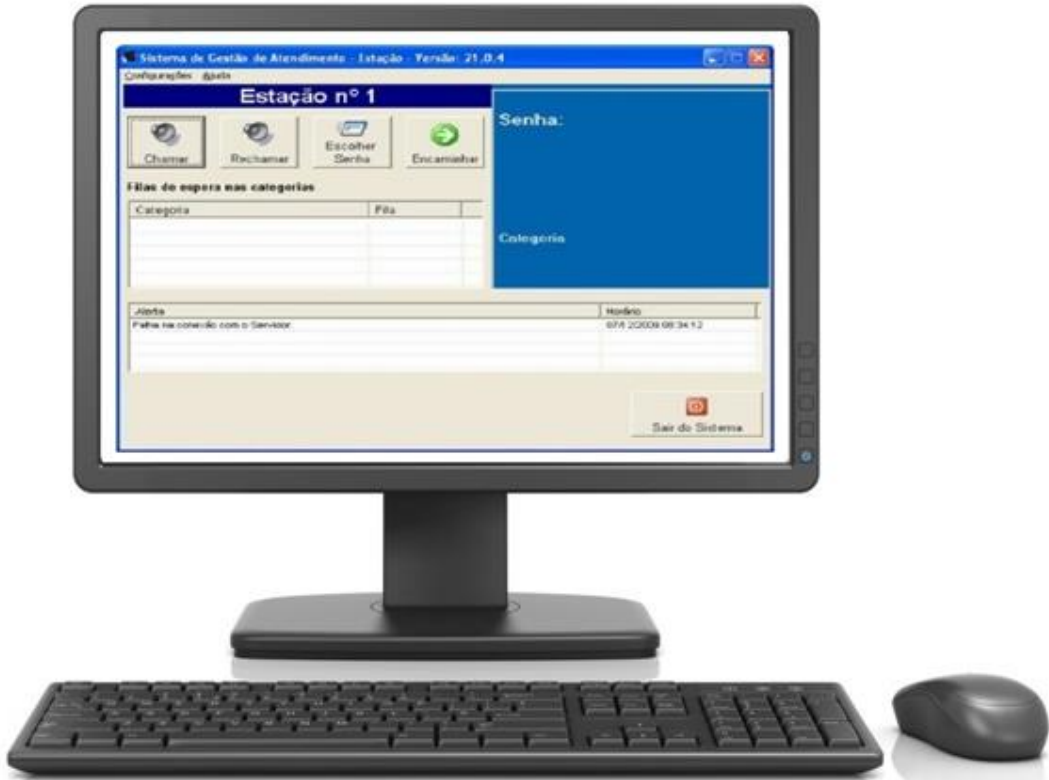 Sistema de Gestão de Atendimento - Estação - Versão: 21.0.4
Configurações Ajuda
Estação nº 1
Chamar
Rechamar
Escolher
Senha
Encaminhar
Senha:
Filas de espera nas categorias
Categoria Fila
Categoria
Alerta Horário
Falha na conexão com o Servidor
Sair do Sistema